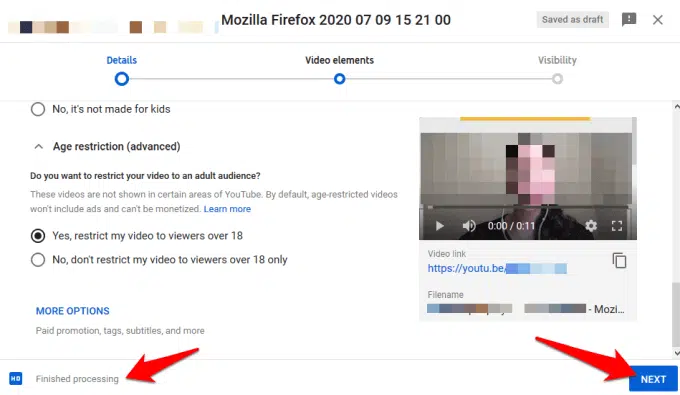 Mozilla Firefox 2020 07 09 15 21 00
Saved as draft
Details
Video elements
Visibility
No, it's not made for kids
Age restriction (advanced)
Do you want to restrict your video to an adult audience?
These videos are not shown in certain areas of YouTube. By default, age-restricted videos
won't include ads and can't be monetized. Learn more
Yes, restrict my video to viewers over 18
No, don't restrict my video to viewers over 18 only
MORE OPTIONS
Paid promotion, tags, subtitles, and more
0:00 / 0:11
Video link
https://youtu.be/
Filename
- Mozi...
HD
Finished processing
NEXT